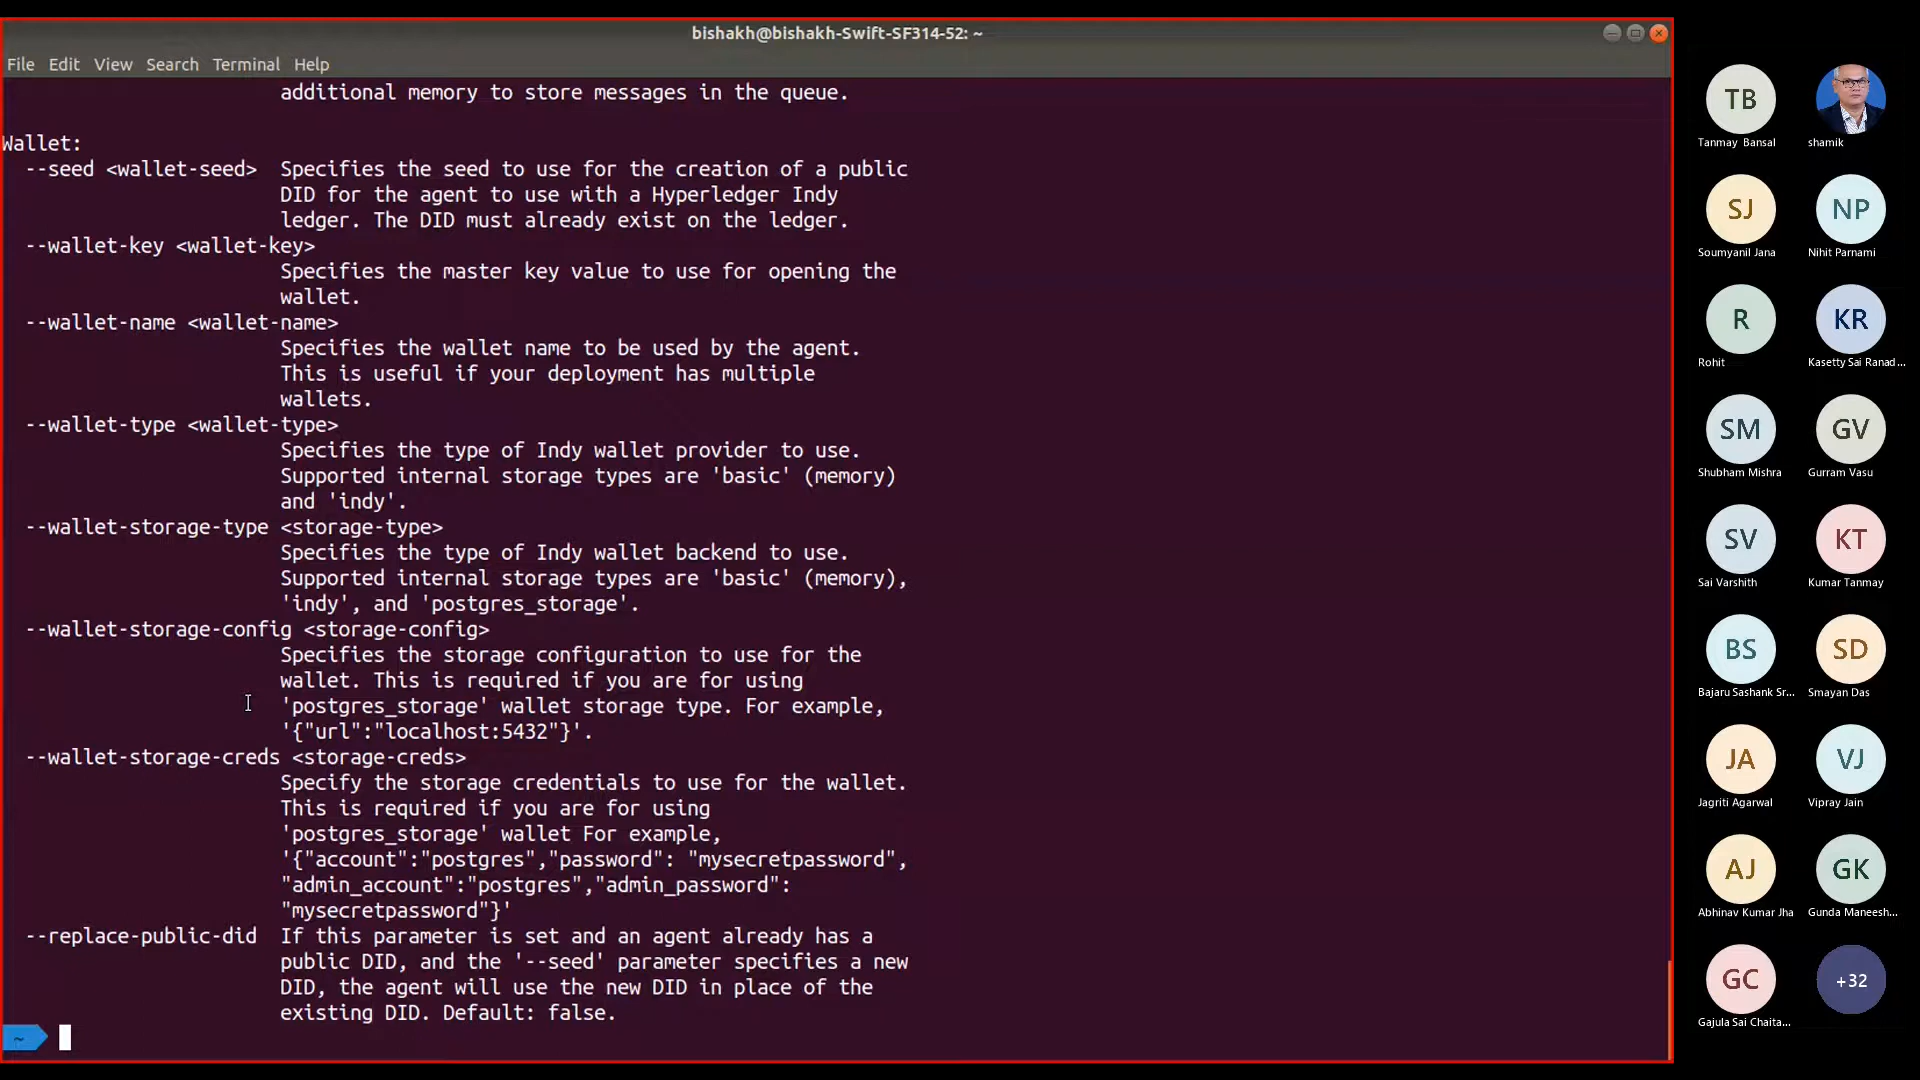 bishakh@bishakh-Swift-SF314-52: ~
File Edit View Search Terminal Help
additional memory to store messages in the queue.
Wallet:
--seed <wallet-seed> Specifies the seed to use for the creation of a public
DID for the agent to use with a Hyperledger Indy
ledger. The DID must already exist on the ledger.
--wallet-key <wallet-key>
Specifies the master key value to use for opening the
wallet.
--wallet-name <wallet-name>
Specifies the wallet name to be used by the agent.
This is useful if your deployment has multiple
wallets.
--wallet-type <wallet-type>
Specifies the type of Indy wallet provider to use.
Supported internal storage types are 'basic' (memory)
and 'indy'.
--wallet-storage-type <storage-type>
Specifies the type of Indy wallet backend to use.
Supported internal storage types are 'basic' (memory),
'indy', and 'postgres_storage'.
--wallet-storage-config <storage-config>
Specifies the storage configuration to use for the
wallet. This is required if you are for using
'postgres_storage' wallet storage type. For example,
'{"url":"localhost:5432"}'.
--wallet-storage-creds <storage-creds>
Specify the storage credentials to use for the wallet.
This is required if you are for using
'postgres_storage' wallet For example,
'{"account":"postgres","password": "mysecretpassword",
"admin_account":"postgres","admin_password":
"mysecretpassword"}'
--replace-public-did If this parameter is set and an agent already has a
public DID, and the '--seed' parameter specifies a new
DID, the agent will use the new DID in place of the
existing DID. Default: false.
~
TB
Tanmay Bansal shamik
SJ NP
Soumyanil Jana Nihit Parnami
R KR
Rohit Kasetty Sai Ranad...
SM GV
Shubham Mishra Gurram Vasu
SV KT
Sai Varshith Kumar Tanmay
BS SD
Bajaru Sashank Sr... Smayan Das
JA VJ
Jagriti Agarwal Vipray Jain
AJ GK
Abhinav Kumar Jha Gunda Maneesh...
GC +32
Gajula Sai Chaita...